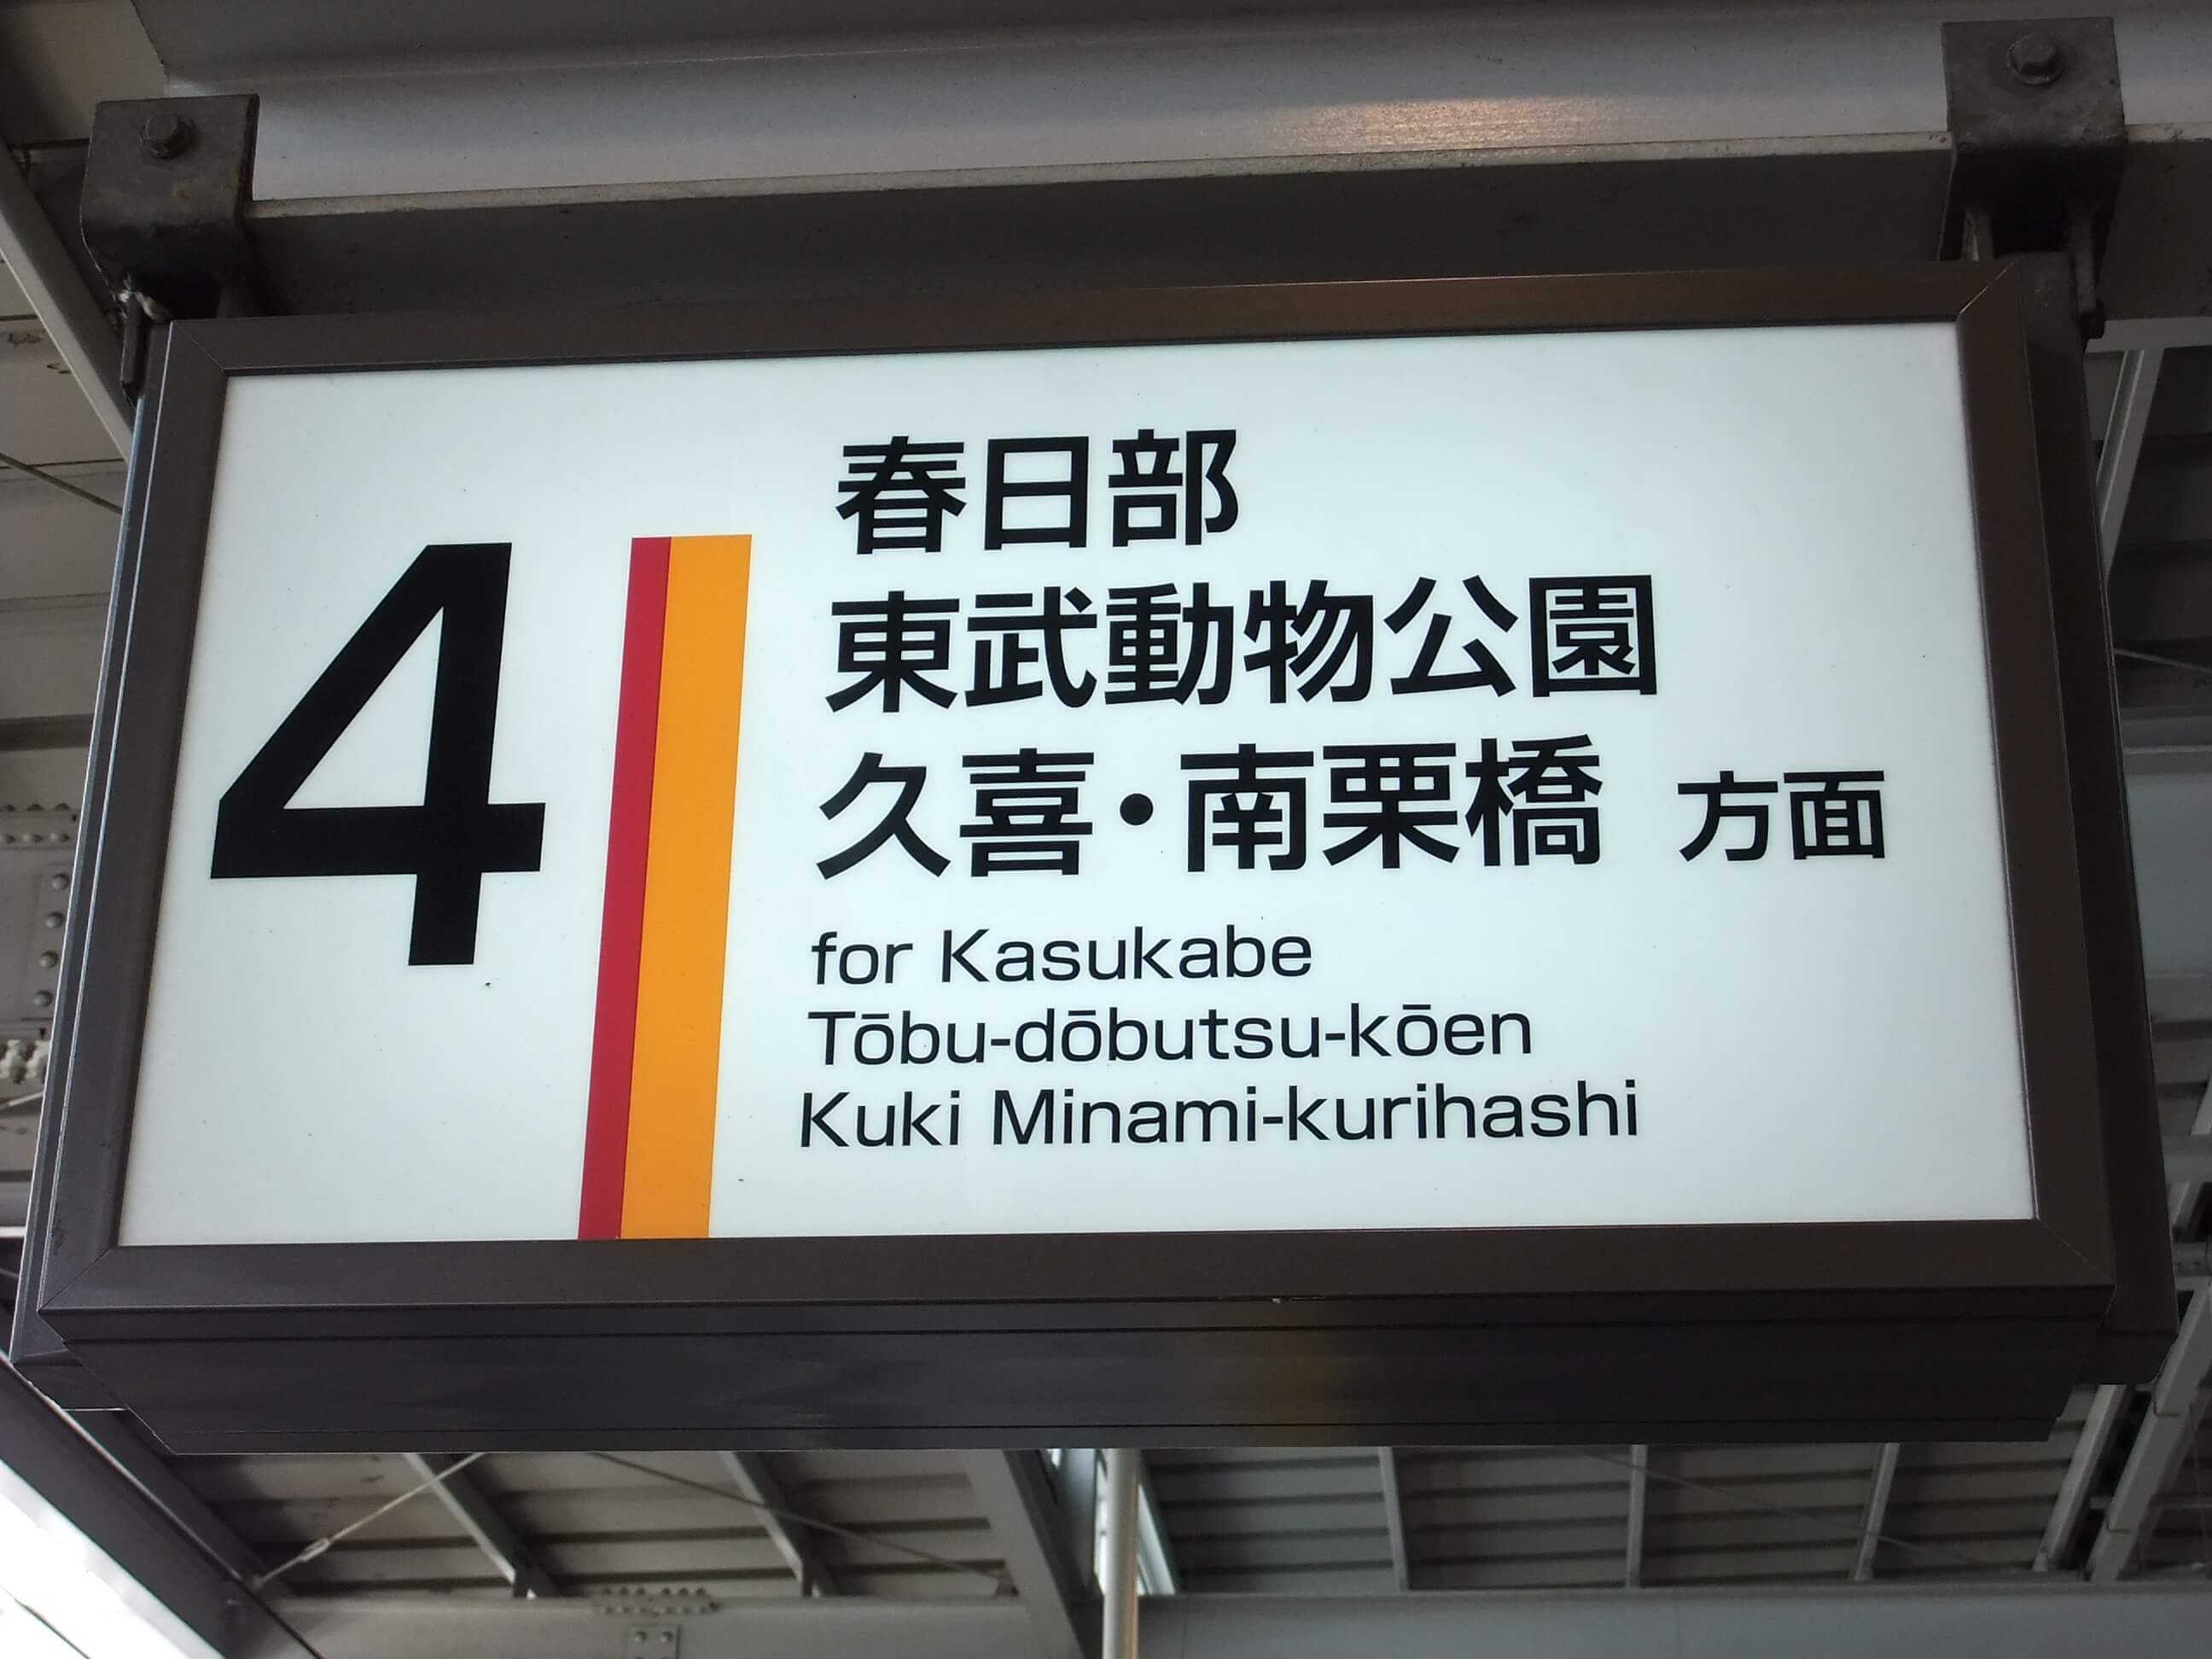 4
春日部
東武動物公園
久喜・南栗橋 方面
for Kasukabe
Tōbu-dōbutsu-kōen
Kuki Minami-kurihashi